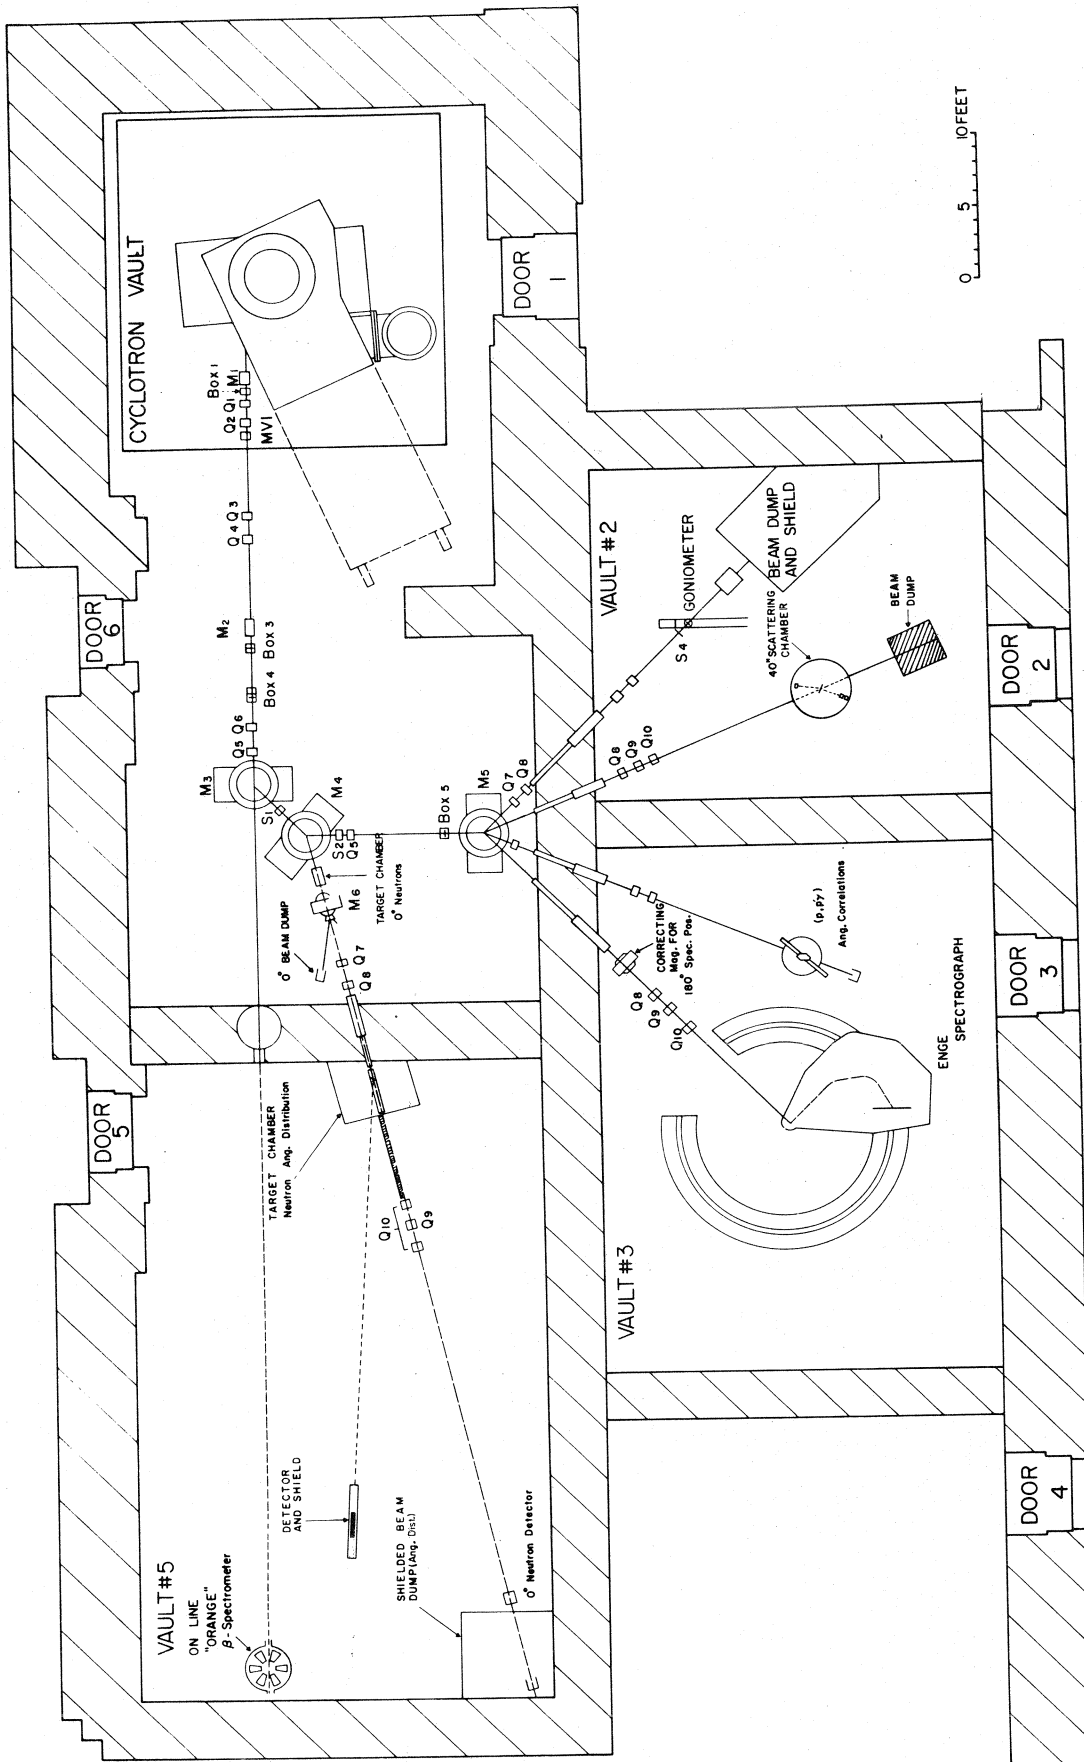 CYCLOTRON VAULT
Box 1
M1
Q1
Q2
MV1
Q3
Q4
DOOR
1
0 5 10 FEET
DOOR
6
M2
Box 3
Box 4
Q6
Q5
M3
S1
M4
S2
Q5
Box 5
M5
TARGET CHAMBER
0° Neutrons
M6
0° BEAM DUMP
Q7
Q8
Q7
Q8
VAULT #2
GONIOMETER
S4
BEAM DUMP
AND SHIELD
40" SCATTERING
CHAMBER
BEAM
DUMP
Q8
Q9
Q10
DOOR
2
CORRECTING
Mag. FOR
180° Spec. Pos.
Q8
Q9
Q10
(p,p'γ)
Ang. Correlations
ENGE
SPECTROGRAPH
DOOR
3
VAULT #3
DOOR
5
TARGET CHAMBER
Neutron Ang. Distribution
Q10
Q9
DETECTOR
AND SHIELD
SHIELDED BEAM
DUMP (Ang. Dist.)
0° Neutron Detector
VAULT #5
ON LINE
"ORANGE"
β-Spectrometer
DOOR
4